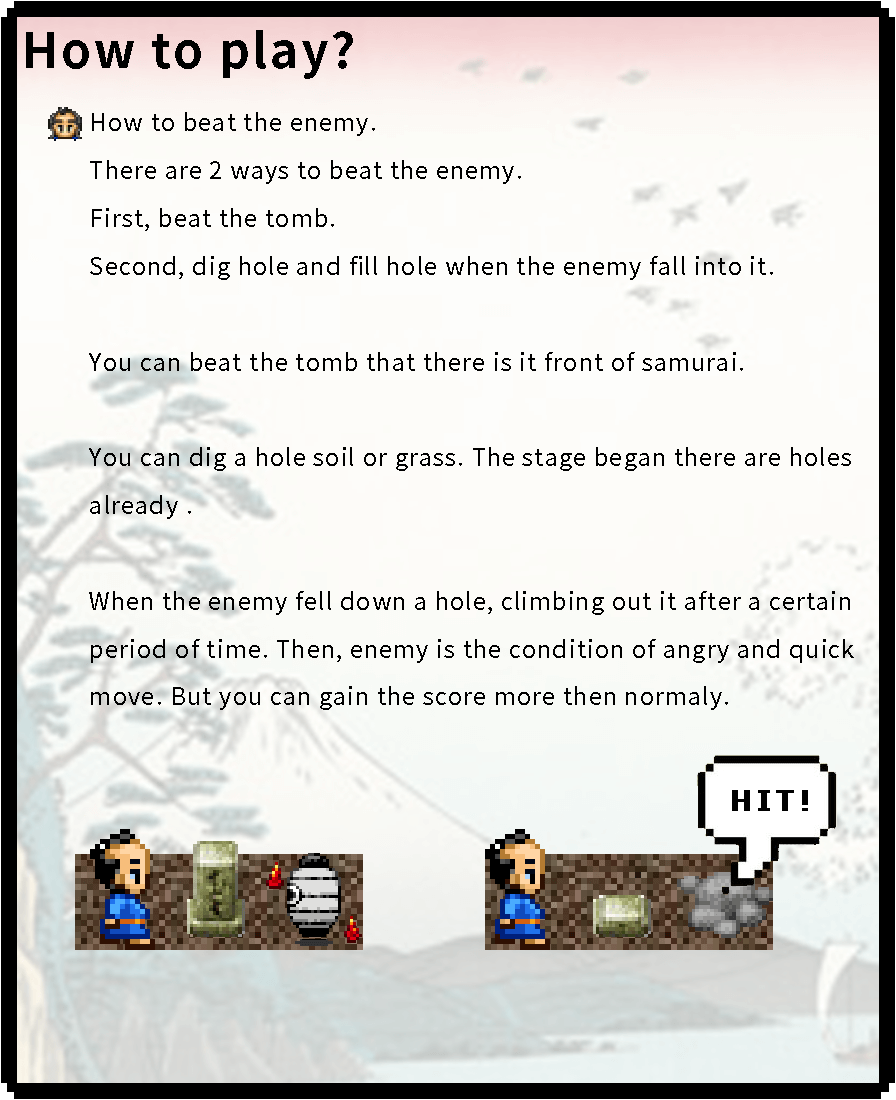 How to play?
How to beat the enemy.
There are 2 ways to beat the enemy.
First, beat the tomb.
Second, dig hole and fill hole when the enemy fall into it.
You can beat the tomb that there is it front of samurai.
You can dig a hole soil or grass. The stage began there are holes
already .
When the enemy fell down a hole, climbing out it after a certain
period of time. Then, enemy is the condition of angry and quick
move. But you can gain the score more then normaly.
HIT!